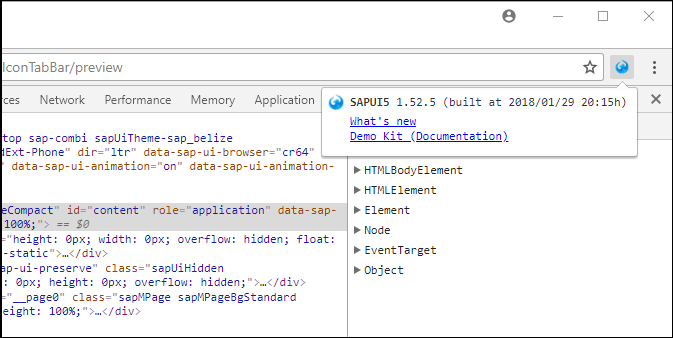 IconTabBar/preview
rces Network Performance Memory Application
SAPUI5 1.52.5 (built at 2018/01/29 20:15h)
What's new
Demo Kit (Documentation)
top sap-combi sapUiTheme-sap_belize
dExt-Phone" dir="ltr" data-sap-ui-browser="cr64"
" data-sap-ui-animation="on" data-sap-ui-animation-
eCompact" id="content" role="application" data-sap-
100%;"> == $0
="height: 0px; width: 0px; overflow: hidden; float:
-static">…</div>
ap-ui-preserve" class="sapUiHidden
: 0px; height: 0px; overflow: hidden;">…</div>
="__page0" class="sapMPage sapMPageBgStandard
eight: 100%;">…</div>
HTMLBodyElement
HTMLElement
Element
Node
EventTarget
Object